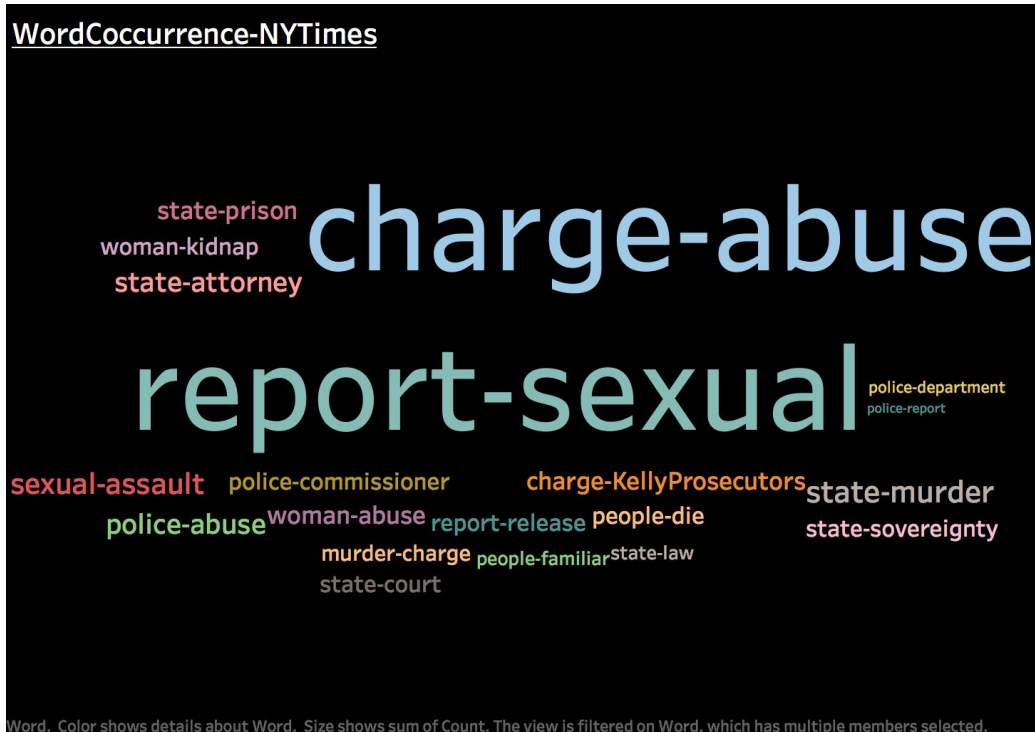 WordCoccurrence-NYTimes
state-prison
charge-abuse
woman-kidnap
state-attorney
report-sexual
police-department
police-report
sexual-assault
police-commissioner
charge-KellyProsecutors
state-murder
police-abuse
woman-abuse
report-release
people-die
state-sovereignty
murder-charge
people-familiar
state-law
state-court
Word. Color shows details about Word. Size shows sum of Count. The view is filtered on Word, which has multiple members selected.